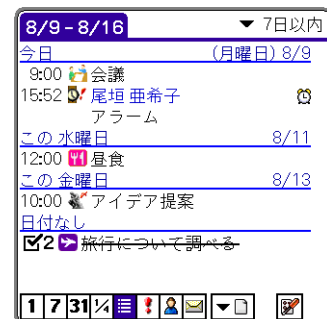 8/9 - 8/16 ▼ 7日以内
今日 (月曜日) 8/9
9:00 会議
15:52 尾垣 亜希子
アラーム
この 水曜日 8/11
12:00 昼食
この 金曜日 8/13
10:00 アイデア提案
日付なし
2 旅行について調べる
1 7 31 ¼